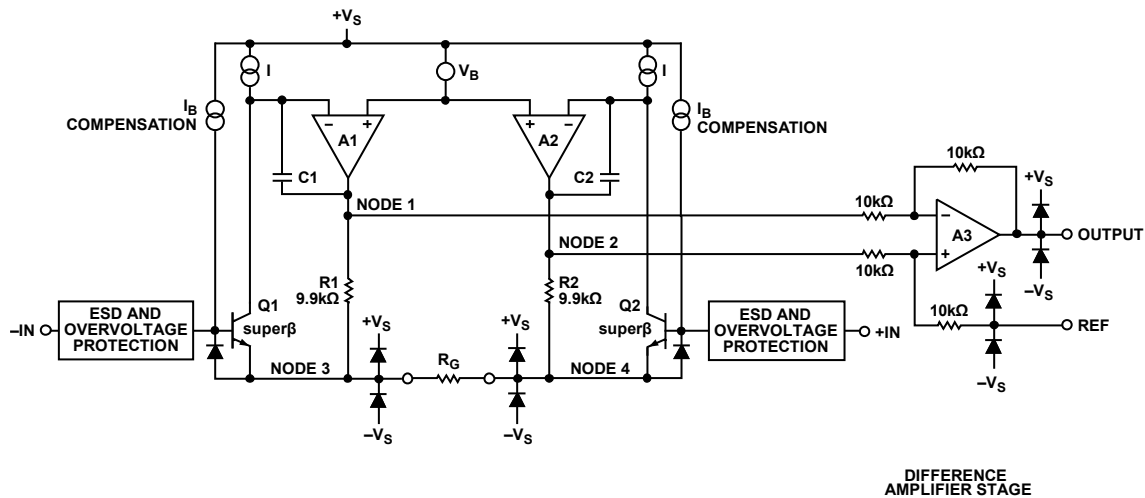 +VS
I
VB
I
IB
COMPENSATION
IB
COMPENSATION
–
+
A1
+
–
A2
C1
C2
NODE 1
NODE 2
10kΩ
10kΩ
10kΩ
10kΩ
–
+
A3
+VS
–VS
OUTPUT
+VS
–VS
REF
R1
9.9kΩ
R2
9.9kΩ
–IN
ESD AND
OVERVOLTAGE
PROTECTION
Q1
superβ
Q2
superβ
ESD AND
OVERVOLTAGE
PROTECTION
+IN
NODE 3
+VS
–VS
RG
+VS
–VS
NODE 4
DIFFERENCE
AMPLIFIER STAGE